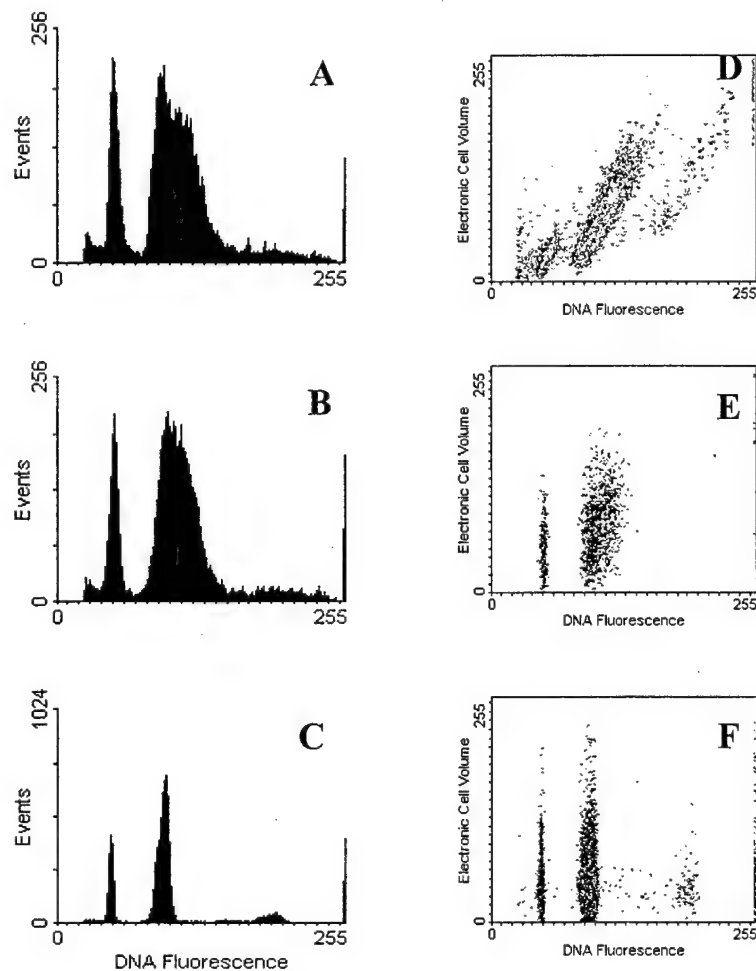 256
A
Events
0
0
255
255
D
Electronic Cell Volume
0
0
255
DNA Fluorescence
256
B
Events
0
0
255
255
E
Electronic Cell Volume
0
0
255
DNA Fluorescence
1024
C
Events
0
0
255
DNA Fluorescence
255
F
Electronic Cell Volume
0
0
255
DNA Fluorescence